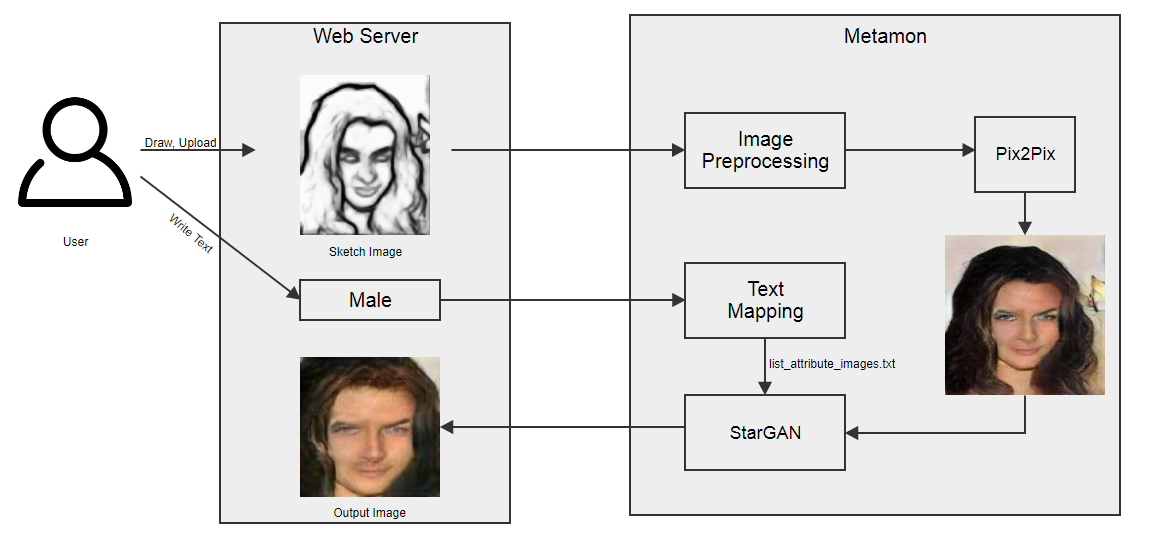 Web Server
Metamon
Draw, Upload
Image
Preprocessing
Pix2Pix
User
Write Text
Sketch Image
Male
Text
Mapping
list_attribute_images.txt
StarGAN
Output Image